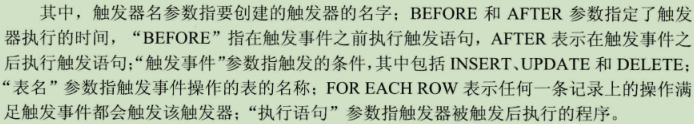 其中，触发器名参数指要创建的触发器的名字；BEFORE 和 AFTER 参数指定了触发
器执行的时间，“BEFORE”指在触发事件之前执行触发语句，AFTER 表示在触发事件之
后执行触发语句;“触发事件”参数指触发的条件,其中包括 INSERT、UPDATE 和 DELETE；
“表名”参数指触发事件操作的表的名称；FOR EACH ROW 表示任何一条记录上的操作满
足触发事件都会触发该触发器；“执行语句”参数指触发器被触发后执行的程序。